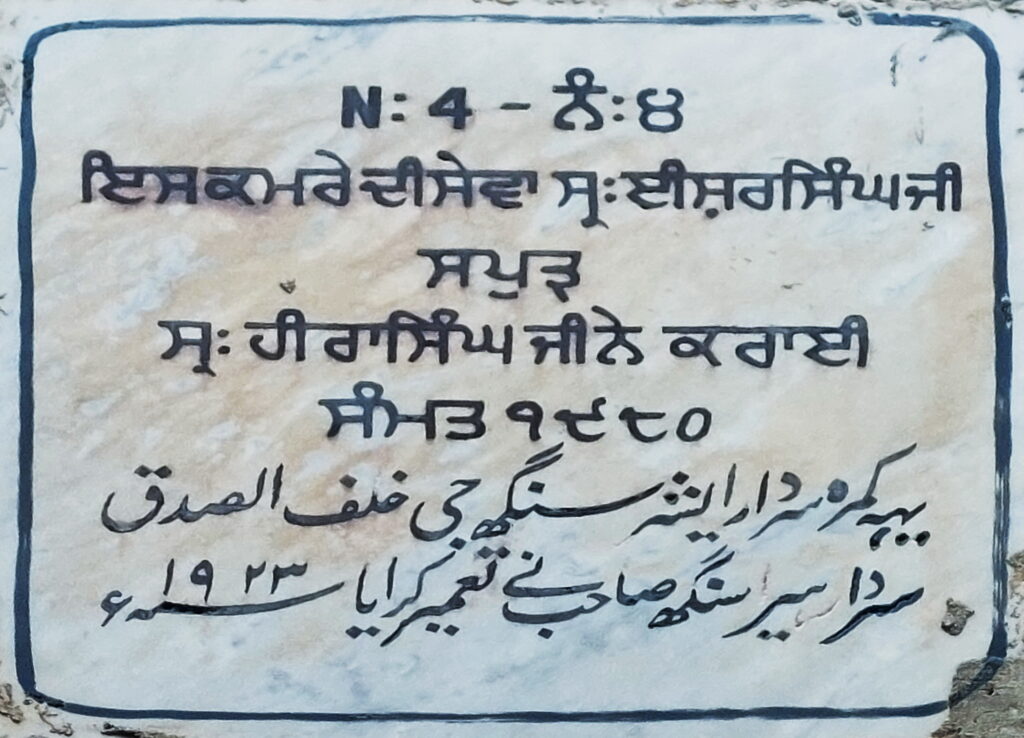 N: 4 - ਨੰ: ੪
ਇਸ ਕਮਰੇ ਦੀ ਸੇਵਾ ਸ੍ਰ: ਈਸ਼ਰ ਸਿੰਘ ਜੀ
ਸਪੁਤ੍ਰ
ਸ੍ਰ: ਹੀਰਾ ਸਿੰਘ ਜੀ ਨੇ ਕਰਾਈ
ਸੰਮਤ ੧੯੮੦
یہہ کمرہ سردار ایشر سنگھ جی خلف الصدق
سردار سنگھ صاحب نے تعمیر کرایا سنہ ۱۹۲۳ء